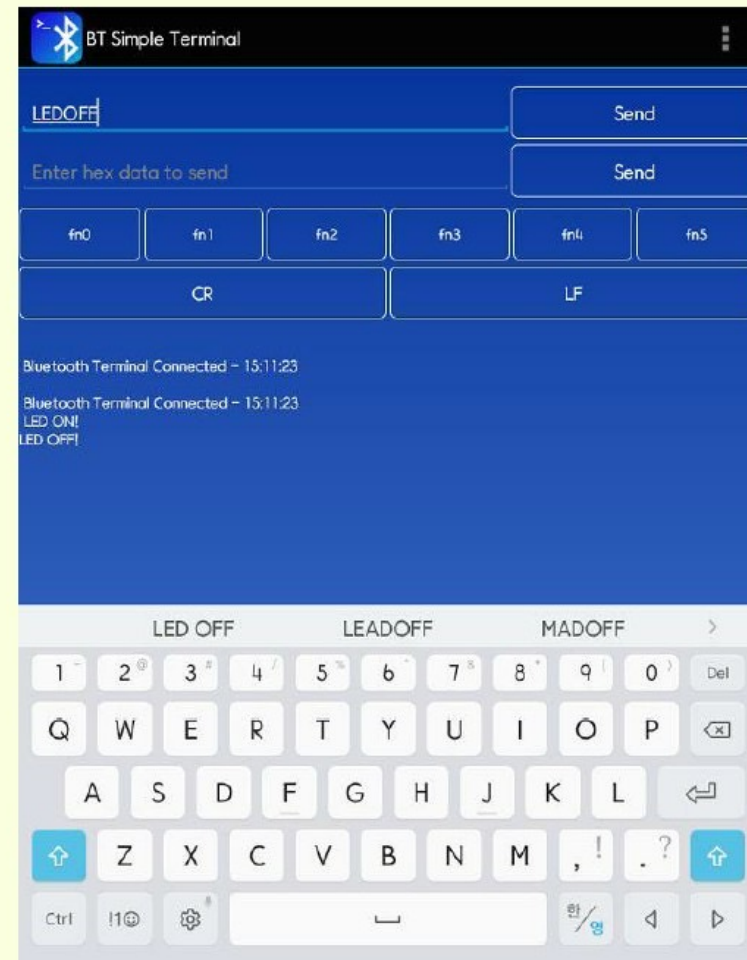 BT Simple Terminal
LEDOFF Send
Enter hex data to send Send
fn0 fn1 fn2 fn3 fn4 fn5
CR LF
Bluetooth Terminal Connected - 15:11:23
Bluetooth Terminal Connected - 15:11:23
LED ON!
LED OFF!
LED OFF LEADOFF MADOFF >
1 - 2 @ 3 # 4 / 5 % 6 ^ 7 & 8 * 9 ( 0 ) Del
Q W E R T Y U I O P
A S D F G H J K L
Z X C V B N M , ! . ?
Ctrl !1☺ 한/영